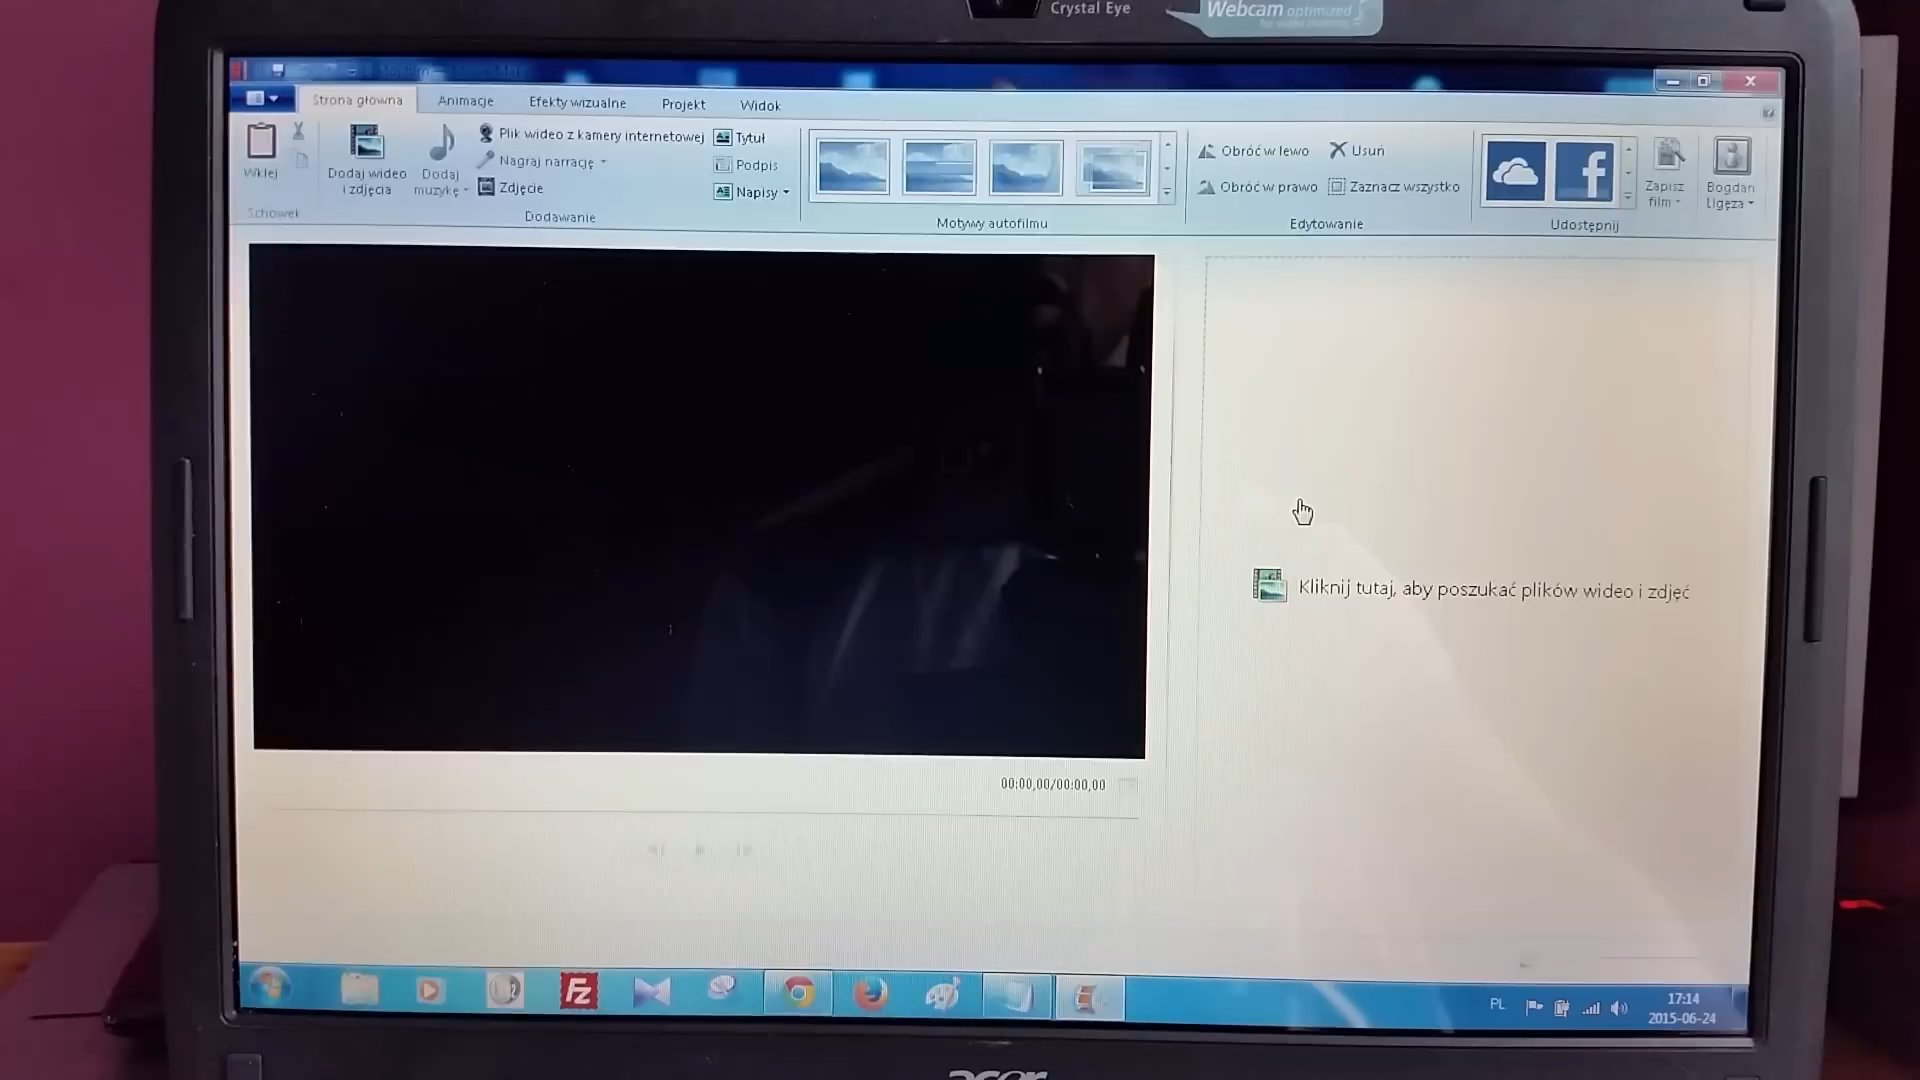 Crystal Eye
Webcam optimized
Strona główna
Animacje
Efekty wizualne
Projekt
Widok
Wklej
Dodaj wideo
i zdjęcia
Dodaj
muzykę
Plik wideo z kamery internetowej
Nagraj narrację
Zdjęcie
Tytuł
Podpis
Napisy
Obróć w lewo
Usuń
Obróć w prawo
Zaznacz wszystko
Zapisz
film
Bogdan
Ligęza
Schowek
Dodawanie
Motywy autofilmu
Edytowanie
Udostępnij
Kliknij tutaj, aby poszukać plików wideo i zdjęć
00:00,00/00:00,00
Fz
PL
17:14
2015-06-24
acer